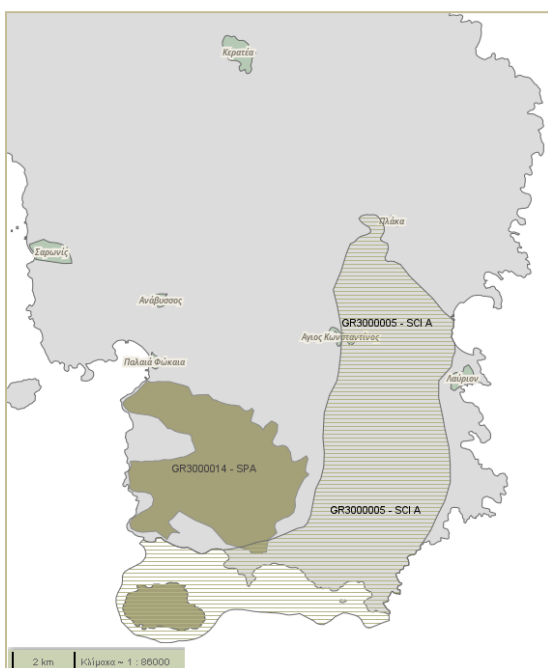 Κερατέα
Πλάκα
Σαρωνίς
Ανάβυσσος
GR3000005 - SCI A
Αγιος Κωνσταντίνος
Παλαιά Φώκαια
Λαύριον
GR3000014 - SPA
GR3000005 - SCI A
2 km Κλίμακα ~ 1 : 86000